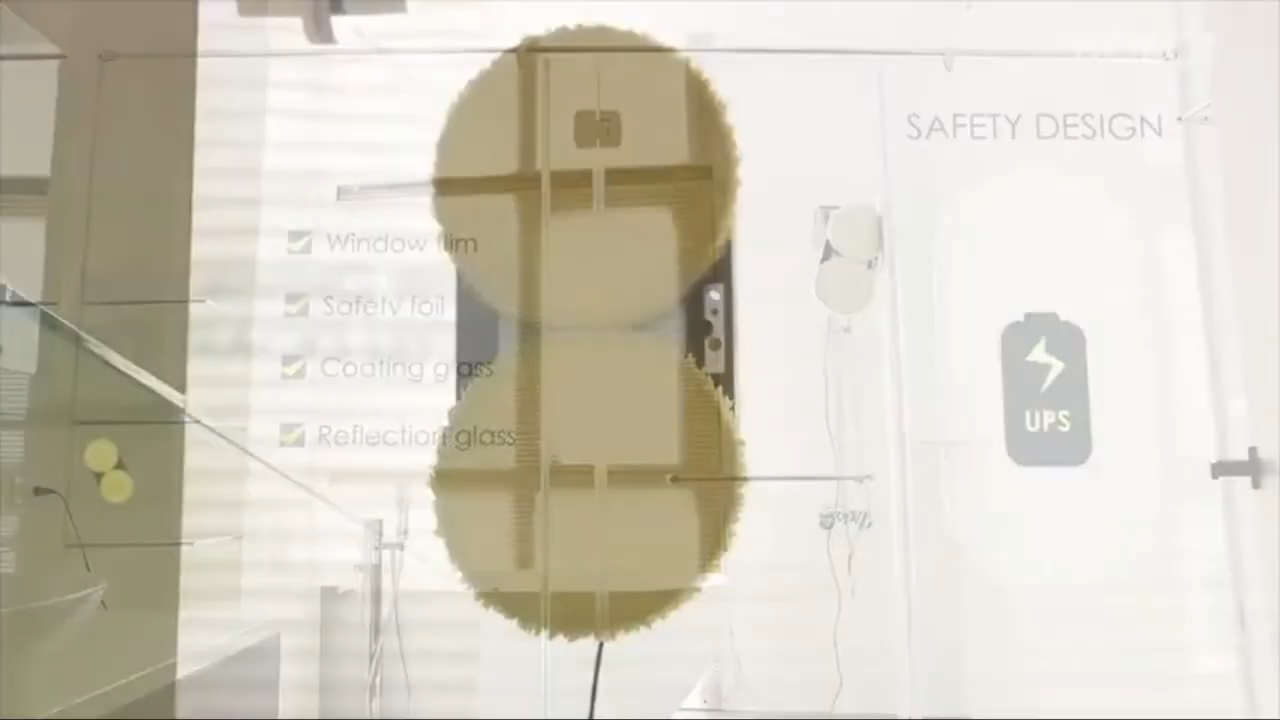 SAFETY DESIGN
Window film
Safety foil
Coating glass
Reflection glass
UPS